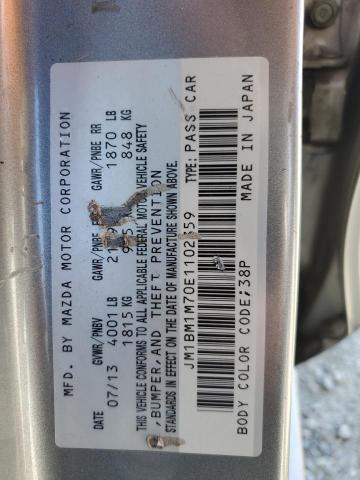 MFD. BY MAZDA MOTOR CORPORATION
DATE GVWR/PNBV GAWR/PNBE GAWR/PNBE RR
07/13 4001 LB 1870 LB
1815 KG 848 KG
THIS VEHICLE CONFORMS TO ALL APPLICABLE FEDERAL MOTOR VEHICLE SAFETY
, BUMPER, AND THEFT PREVENTION
STANDARDS IN EFFECT ON THE DATE OF MANUFACTURE SHOWN ABOVE.
TYPE: PASS CAR
BODY COLOR CODE;38P MADE IN JAPAN